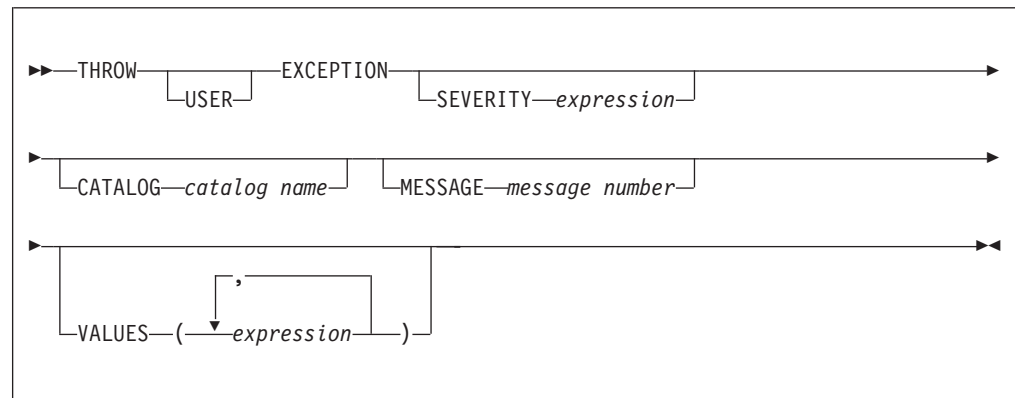 THROW USER EXCEPTION SEVERITY expression
CATALOG catalog name MESSAGE message number
,
VALUES ( expression )